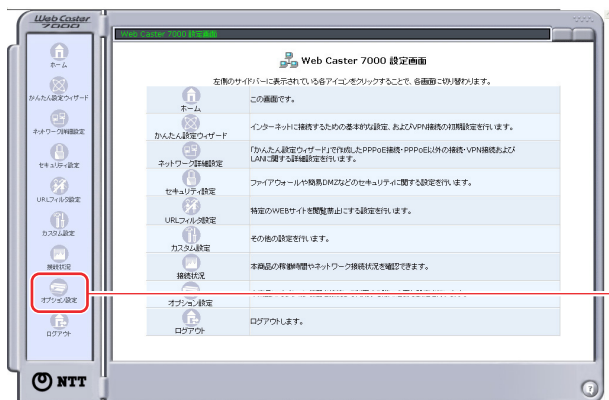 Web Caster
7000
Web Caster 7000 設定画面
ホーム
かんたん設定ウィザード
ネットワーク詳細設定
セキュリティ設定
URLフィルタ設定
カスタム設定
接続状況
オプション設定
ログアウト
NTT
Web Caster 7000 設定画面
左側のサイドバーに表示されている各アイコンをクリックすることで、各画面に切り替わります。
ホーム
この画面です。
かんたん設定ウィザード
インターネットに接続するための基本的な設定、およびVPN接続の初期設定を行います。
ネットワーク詳細設定
「かんたん設定ウィザード」で作成したPPPoE接続・PPPoE以外の接続・VPN接続および
LANに関する詳細設定を行います。
セキュリティ設定
ファイアウォールや簡易DMZなどのセキュリティに関する設定を行います。
URLフィルタ設定
特定のWEBサイトを閲覧禁止にする設定を行います。
カスタム設定
その他の設定を行います。
接続状況
本商品の稼働時間やネットワーク接続状況を確認できます。
オプション設定
ログアウト
ログアウトします。
?